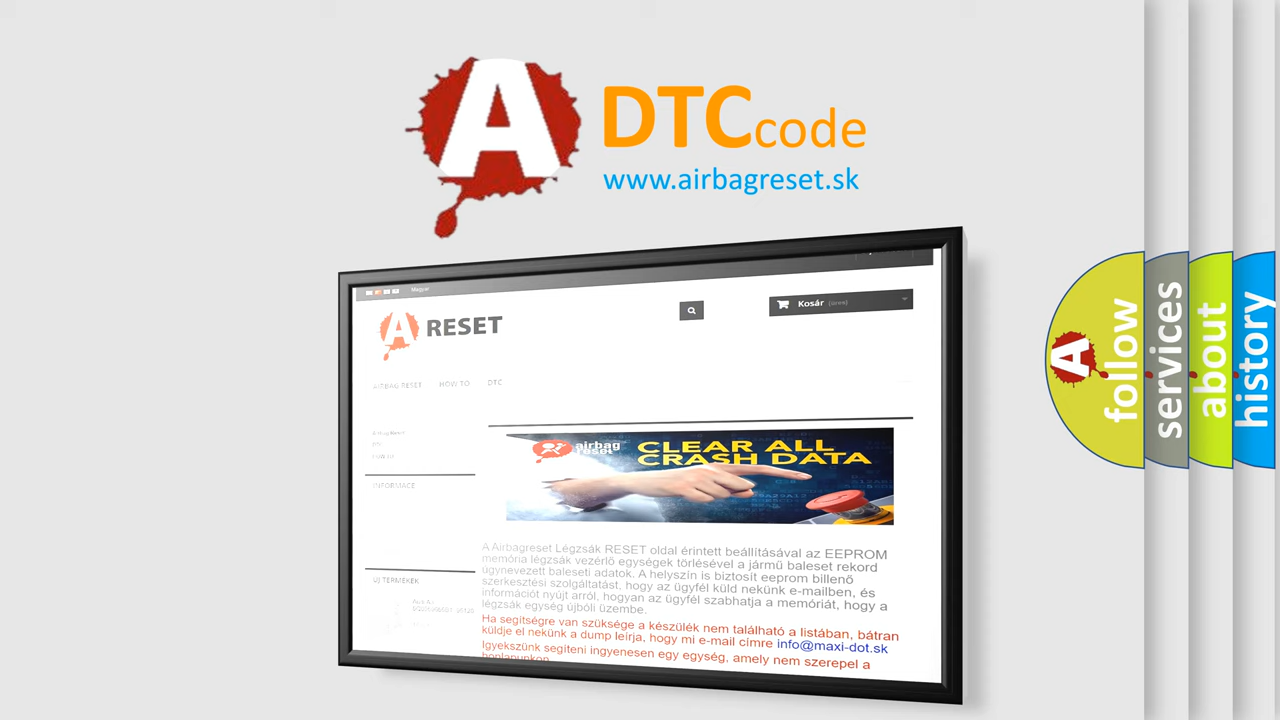 A
DTC code
www.airbagreset.sk
Magyar
A RESET
Kosár (üres)
AIRBAG RESET HOW TO DTC
INFORMACE
airbag
reset
CLEAR ALL
CRASH DATA
A Airbagreset Légzsák RESET oldal érintett beállításával az EEPROM
memória légzsák vezérlő egységek törlésével a jármű baleset rekord
úgynevezett baleseti adatok. A helyszín is biztosít eeprom billenő
szerkesztési szolgáltatást, hogy az ügyfél küld nekünk e-mailben, és
információt nyújt arról, hogyan az ügyfél szabhatja a memóriát, hogy a
légzsák egység újbóli üzembe.
Ha segítségre van szüksége a készülék nem található a listában, bátran
küldje el nekünk a dump leírja, hogy mi e-mail címre info@maxi-dot.sk
Igyekszünk segíteni ingyenesen egy egység, amely nem szerepel a
honlapunkon
ÚJ TERMÉKEK
A
follow
services
about
history